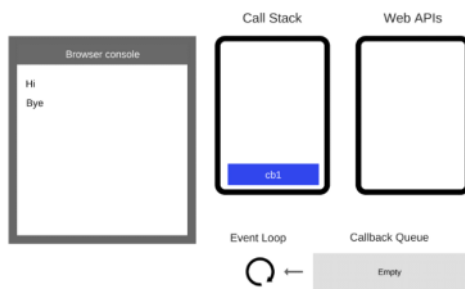 Call Stack
Web APIs
Browser console
Hi
Bye
cb1
Event Loop
Callback Queue
Empty